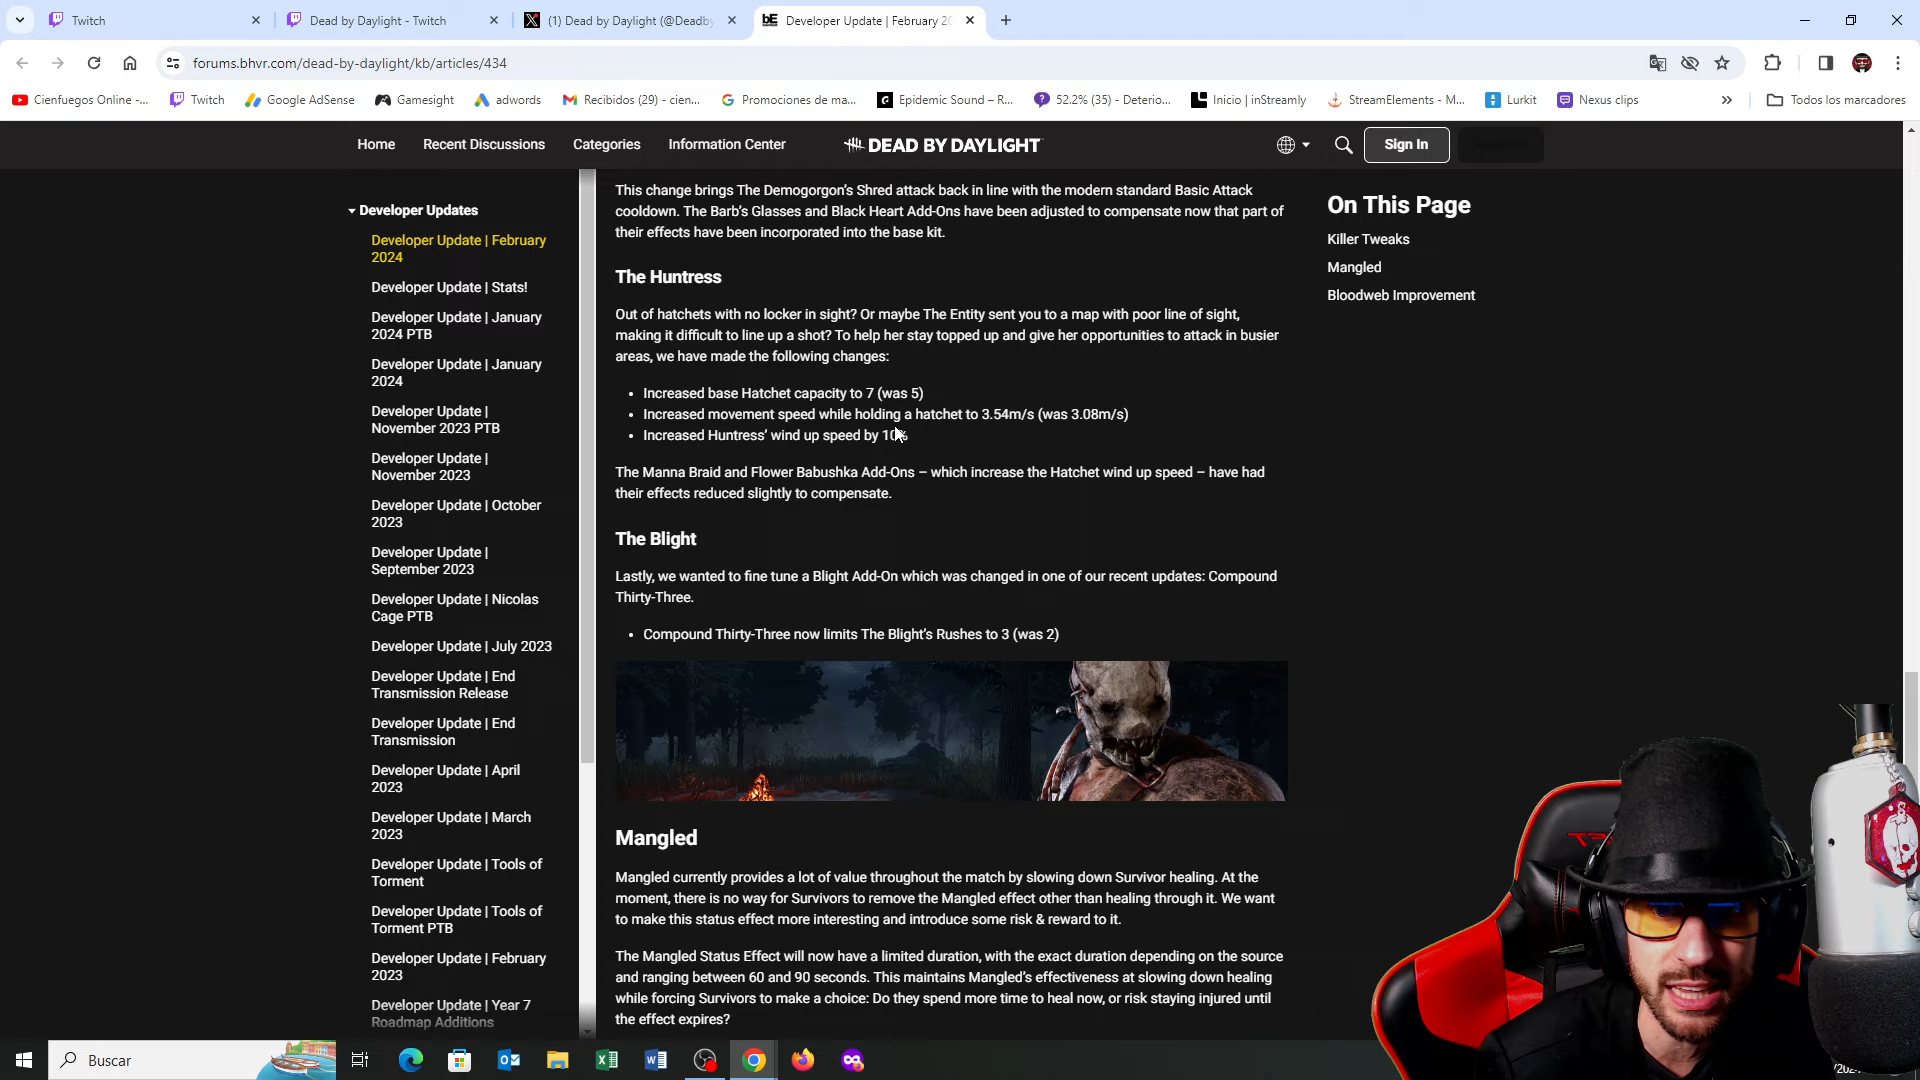 Twitch
Dead by Daylight - Twitch
(1) Dead by Daylight (@Deadby
Developer Update | February 20
forums.bhvr.com/dead-by-daylight/kb/articles/434
Cienfuegos Online -...
Twitch
Google AdSense
Gamesight
adwords
Recibidos (29) - cien...
Promociones de ma...
Epidemic Sound – R...
52.2% (35) - Deterio...
Inicio | inStreamly
StreamElements - M...
Lurkit
Nexus clips
Todos los marcadores
Home
Recent Discussions
Categories
Information Center
DEAD BY DAYLIGHT
Sign In
Developer Updates
Developer Update | February
2024
Developer Update | Stats!
Developer Update | January
2024 PTB
Developer Update | January
2024
Developer Update |
November 2023 PTB
Developer Update |
November 2023
Developer Update | October
2023
Developer Update |
September 2023
Developer Update | Nicolas
Cage PTB
Developer Update | July 2023
Developer Update | End
Transmission Release
Developer Update | End
Transmission
Developer Update | April
2023
Developer Update | March
2023
Developer Update | Tools of
Torment
Developer Update | Tools of
Torment PTB
Developer Update | February
2023
Developer Update | Year 7
Roadmap Additions
This change brings The Demogorgon's Shred attack back in line with the modern standard Basic Attack
cooldown. The Barb's Glasses and Black Heart Add-Ons have been adjusted to compensate now that part of
their effects have been incorporated into the base kit.
The Huntress
Out of hatchets with no locker in sight? Or maybe The Entity sent you to a map with poor line of sight,
making it difficult to line up a shot? To help her stay topped up and give her opportunities to attack in busier
areas, we have made the following changes:
• Increased base Hatchet capacity to 7 (was 5)
• Increased movement speed while holding a hatchet to 3.54m/s (was 3.08m/s)
• Increased Huntress' wind up speed by 10%
The Manna Braid and Flower Babushka Add-Ons – which increase the Hatchet wind up speed – have had
their effects reduced slightly to compensate.
The Blight
Lastly, we wanted to fine tune a Blight Add-On which was changed in one of our recent updates: Compound
Thirty-Three.
• Compound Thirty-Three now limits The Blight's Rushes to 3 (was 2)
Mangled
Mangled currently provides a lot of value throughout the match by slowing down Survivor healing. At the
moment, there is no way for Survivors to remove the Mangled effect other than healing through it. We want
to make this status effect more interesting and introduce some risk & reward to it.
The Mangled Status Effect will now have a limited duration, with the exact duration depending on the source
and ranging between 60 and 90 seconds. This maintains Mangled's effectiveness at slowing down healing
while forcing Survivors to make a choice: Do they spend more time to heal now, or risk staying injured until
the effect expires?
On This Page
Killer Tweaks
Mangled
Bloodweb Improvement
Buscar